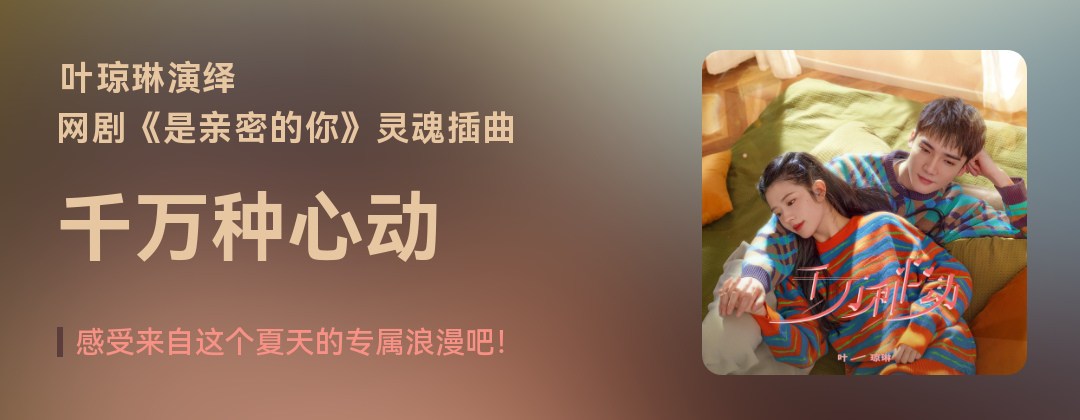 叶琼琳演绎
网剧《是亲密的你》灵魂插曲
千万种心动
感受来自这个夏天的专属浪漫吧!
千万种心动
叶琼琳